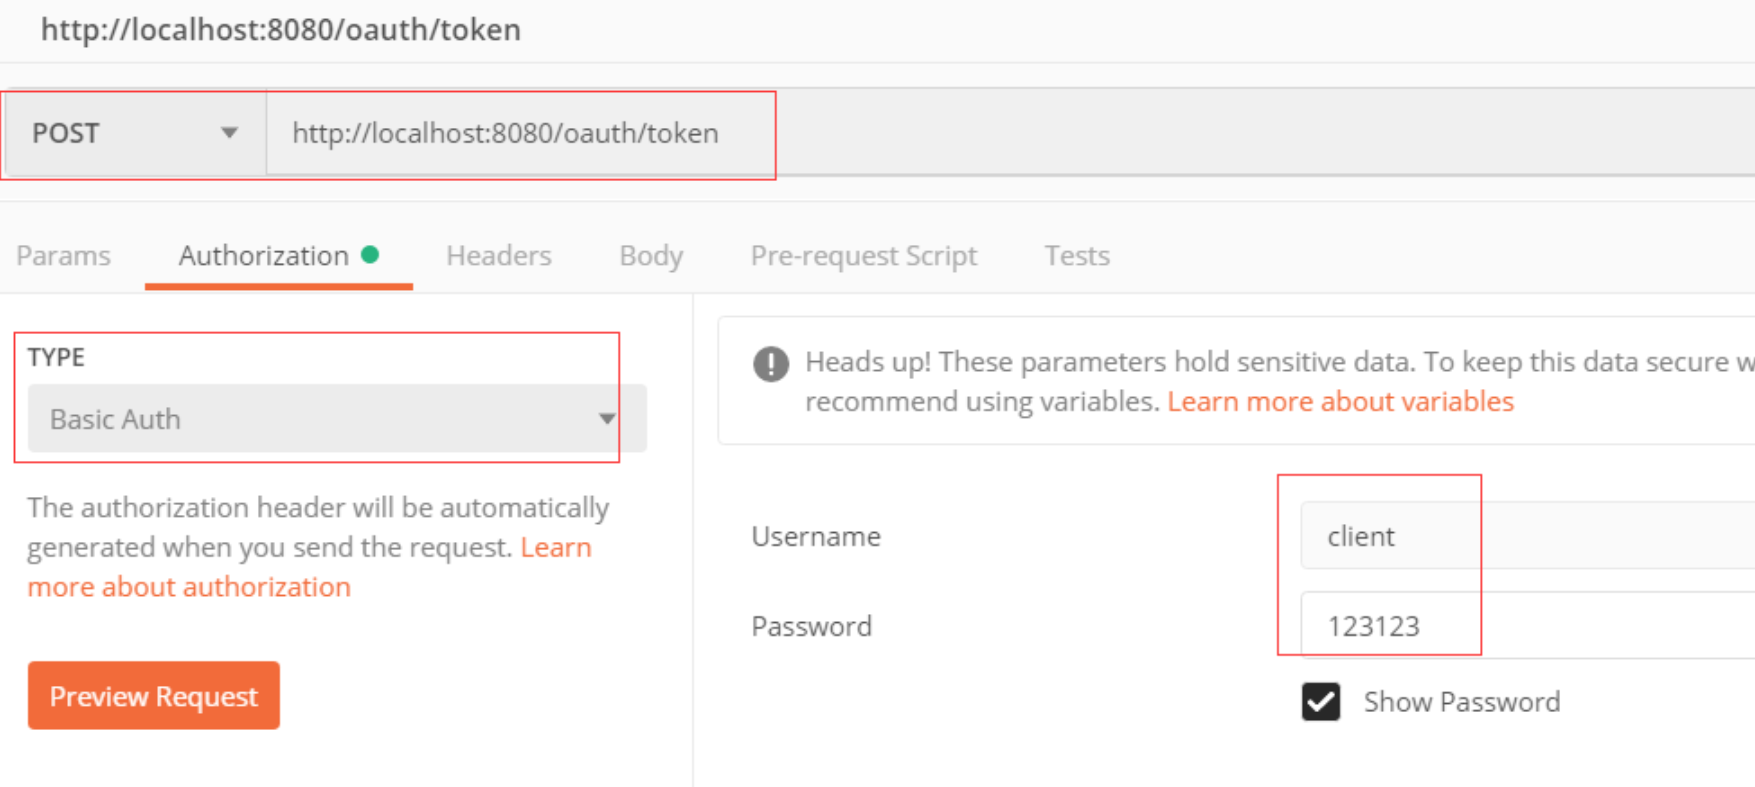 http://localhost:8080/oauth/token
POST http://localhost:8080/oauth/token
Params Authorization Headers Body Pre-request Script Tests
TYPE
Basic Auth
The authorization header will be automatically
generated when you send the request. Learn
more about authorization
Preview Request
Heads up! These parameters hold sensitive data. To keep this data secure w
recommend using variables. Learn more about variables
Username client
Password 123123
Show Password